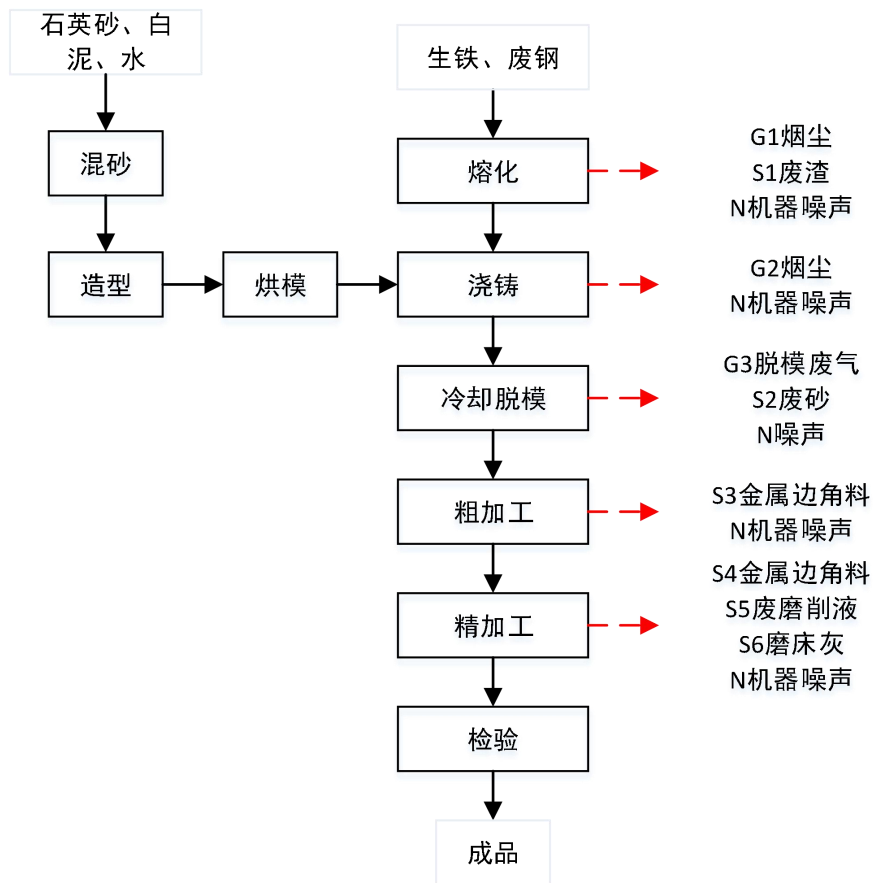 石英砂、白
泥、水
生铁、废钢
混砂
熔化
G1烟尘
S1废渣
N机器噪声
造型
烘模
浇铸
G2烟尘
N机器噪声
冷却脱模
G3脱模废气
S2废砂
N噪声
粗加工
S3金属边角料
N机器噪声
精加工
S4金属边角料
S5废磨削液
S6磨床灰
N机器噪声
检验
成品